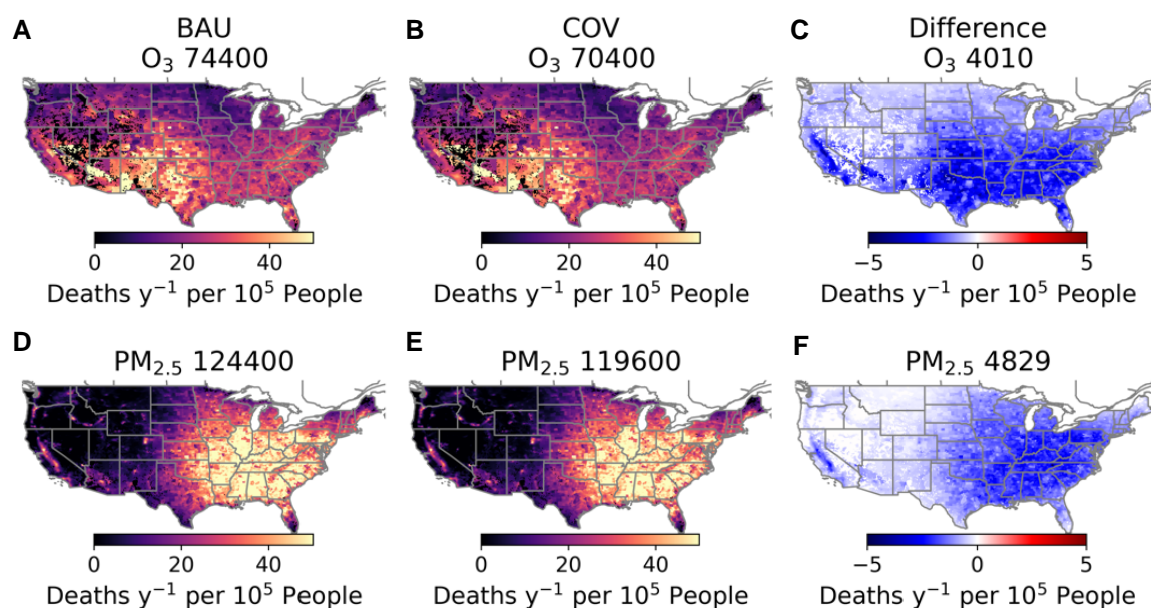 A
BAU
O₃ 74400
B
COV
O₃ 70400
C
Difference
O₃ 4010
0 20 40
Deaths y⁻¹ per 10⁵ People
0 20 40
Deaths y⁻¹ per 10⁵ People
−5 0 5
Deaths y⁻¹ per 10⁵ People
D
PM₂.₅ 124400
E
PM₂.₅ 119600
F
PM₂.₅ 4829
0 20 40
Deaths y⁻¹ per 10⁵ People
0 20 40
Deaths y⁻¹ per 10⁵ People
−5 0 5
Deaths y⁻¹ per 10⁵ People